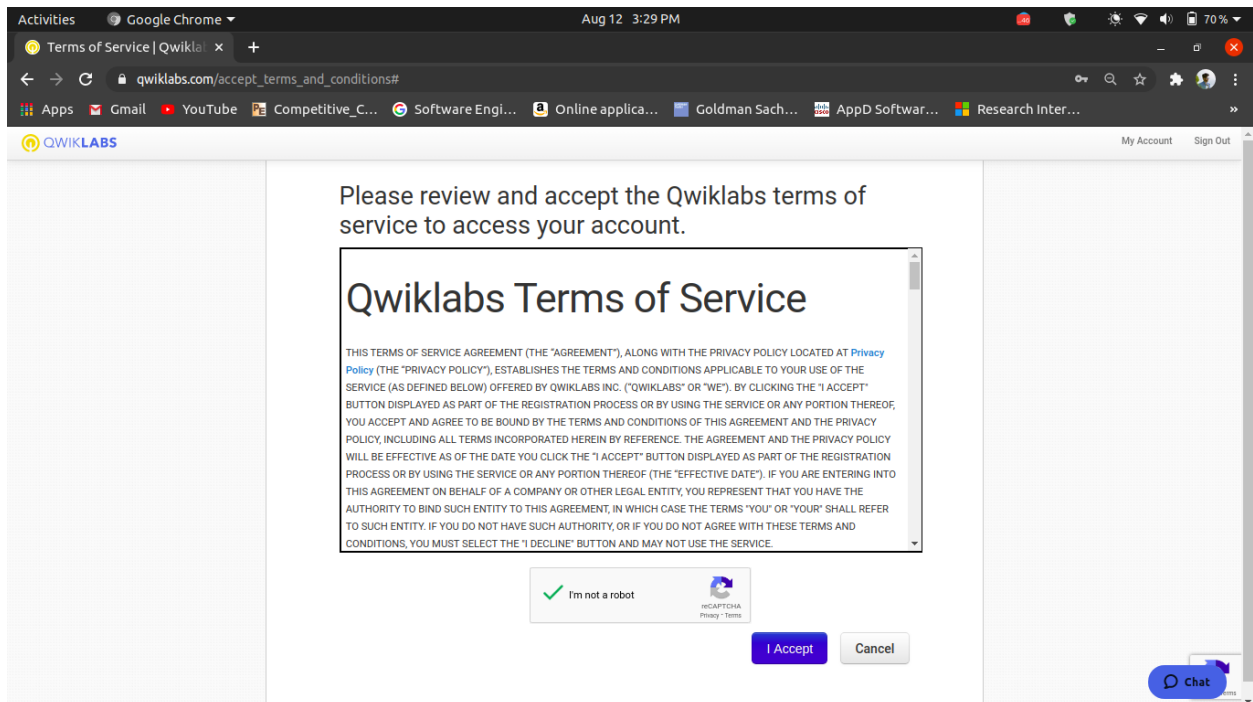 Activities Google Chrome Aug 12 3:29 PM 70 %
Terms of Service | Qwikla
qwiklabs.com/accept_terms_and_conditions#
Apps Gmail YouTube Competitive_C... Software Engi... Online applica... Goldman Sach... AppD Softwar... Research Inter... »
QWIKLABS My Account Sign Out
Please review and accept the Qwiklabs terms of
service to access your account.
Qwiklabs Terms of Service
THIS TERMS OF SERVICE AGREEMENT (THE "AGREEMENT"), ALONG WITH THE PRIVACY POLICY LOCATED AT Privacy
Policy (THE "PRIVACY POLICY"), ESTABLISHES THE TERMS AND CONDITIONS APPLICABLE TO YOUR USE OF THE
SERVICE (AS DEFINED BELOW) OFFERED BY QWIKLABS INC. ("QWIKLABS" OR "WE"). BY CLICKING THE "I ACCEPT"
BUTTON DISPLAYED AS PART OF THE REGISTRATION PROCESS OR BY USING THE SERVICE OR ANY PORTION THEREOF,
YOU ACCEPT AND AGREE TO BE BOUND BY THE TERMS AND CONDITIONS OF THIS AGREEMENT AND THE PRIVACY
POLICY, INCLUDING ALL TERMS INCORPORATED HEREIN BY REFERENCE. THE AGREEMENT AND THE PRIVACY POLICY
WILL BE EFFECTIVE AS OF THE DATE YOU CLICK THE "I ACCEPT" BUTTON DISPLAYED AS PART OF THE REGISTRATION
PROCESS OR BY USING THE SERVICE OR ANY PORTION THEREOF (THE "EFFECTIVE DATE"). IF YOU ARE ENTERING INTO
THIS AGREEMENT ON BEHALF OF A COMPANY OR OTHER LEGAL ENTITY, YOU REPRESENT THAT YOU HAVE THE
AUTHORITY TO BIND SUCH ENTITY TO THIS AGREEMENT, IN WHICH CASE THE TERMS "YOU" OR "YOUR" SHALL REFER
TO SUCH ENTITY. IF YOU DO NOT HAVE SUCH AUTHORITY, OR IF YOU DO NOT AGREE WITH THESE TERMS AND
CONDITIONS, YOU MUST SELECT THE "I DECLINE" BUTTON AND MAY NOT USE THE SERVICE.
I'm not a robot
reCAPTCHA
Privacy - Terms
I Accept Cancel
Chat